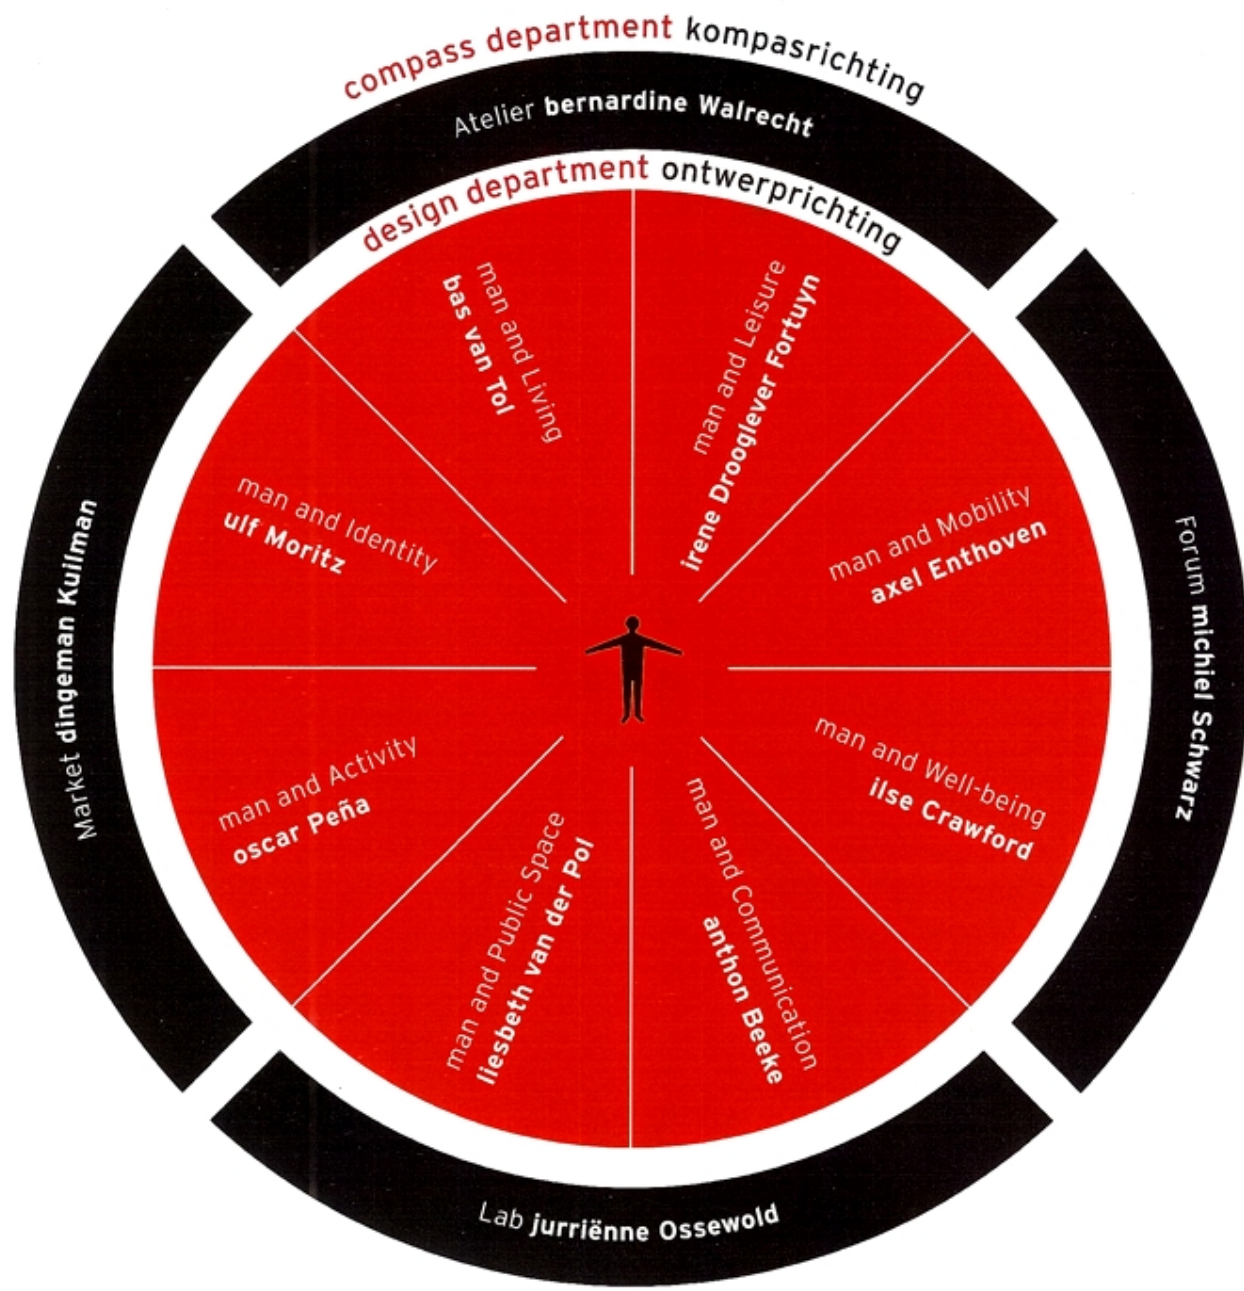 compass department kompasrichting
Atelier bernardine Walrecht
design department ontwerprichting
man and Living
bas van Tol
man and Leisure
irene Drooglever Fortuyn
man and Identity
ulf Moritz
man and Mobility
axel Enthoven
Market dingeman Kuilman
Forum michiel Schwarz
man and Activity
oscar Peña
man and Well-being
ilse Crawford
man and Public Space
liesbeth van der Pol
man and Communication
anthon Beeke
Lab jurriënne Ossewold